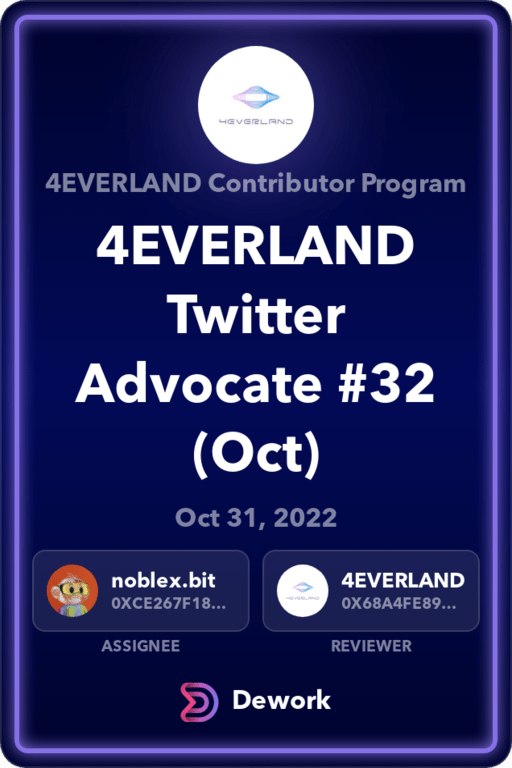 4EVERLAND
4EVERLAND Contributor Program
4EVERLAND
Twitter
Advocate #32
(Oct)
Oct 31, 2022
noblex.bit
0XCE267F18...
4EVERLAND
4EVERLAND
0X68A4FE89...
ASSIGNEE
REVIEWER
Dework